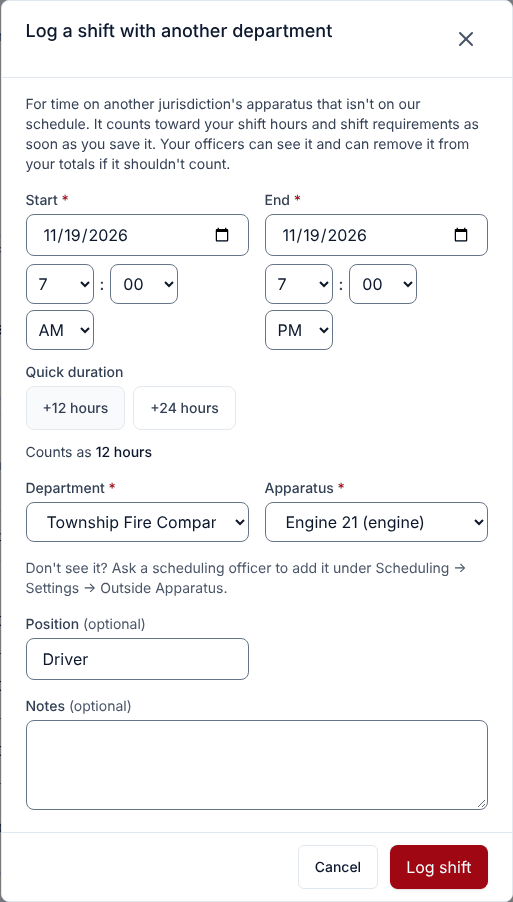 Log a shift with another department
For time on another jurisdiction's apparatus that isn't on our
schedule. It counts toward your shift hours and shift requirements as
soon as you save it. Your officers can see it and can remove it from
your totals if it shouldn't count.
Start *
End *
11/19/2026
11/19/2026
7 : 00
7 : 00
AM
PM
Quick duration
+12 hours
+24 hours
Counts as 12 hours
Department *
Apparatus *
Township Fire Compar
Engine 21 (engine)
Don't see it? Ask a scheduling officer to add it under Scheduling →
Settings → Outside Apparatus.
Position (optional)
Driver
Notes (optional)
Cancel
Log shift